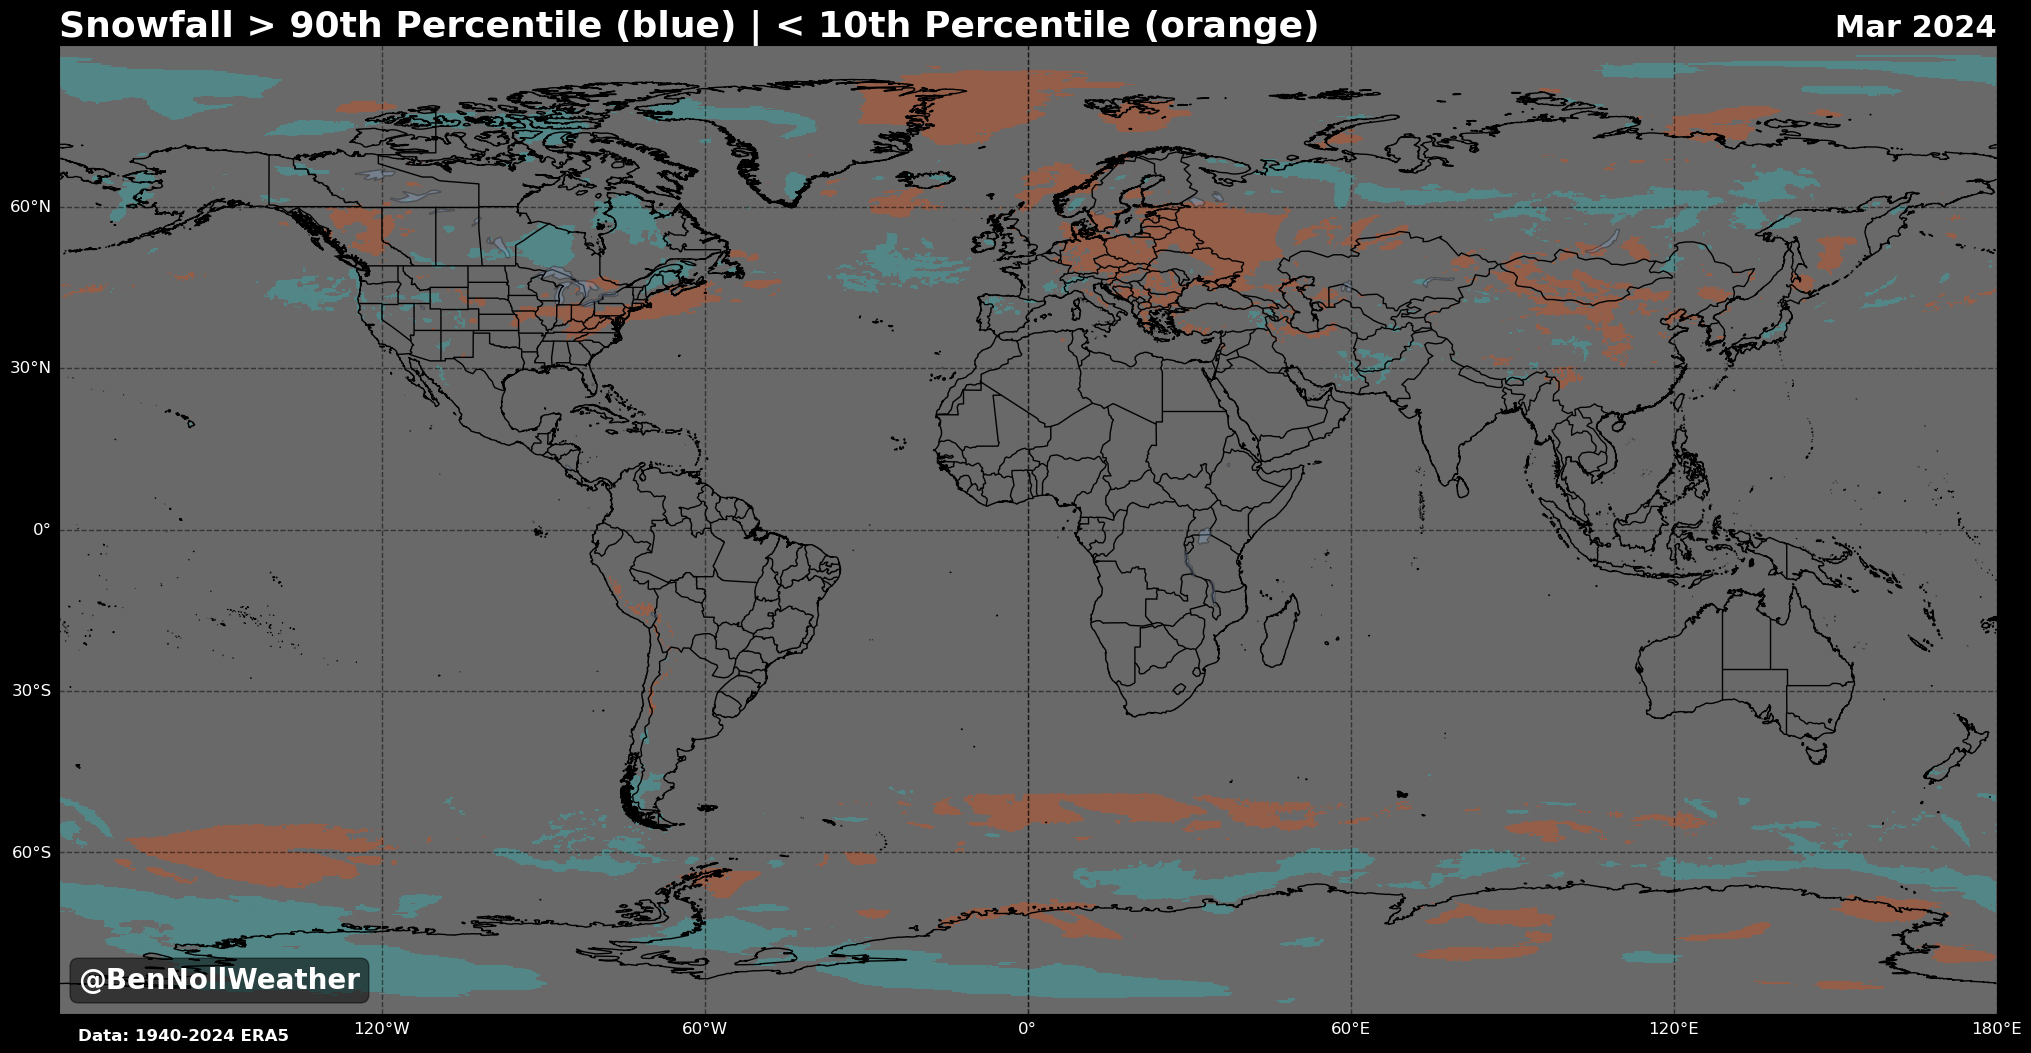 Snowfall > 90th Percentile (blue) | < 10th Percentile (orange)
Mar 2024
60°N
30°N
0°
30°S
60°S
@BenNollWeather
120°W
60°W
0°
60°E
120°E
180°E
Data: 1940-2024 ERA5